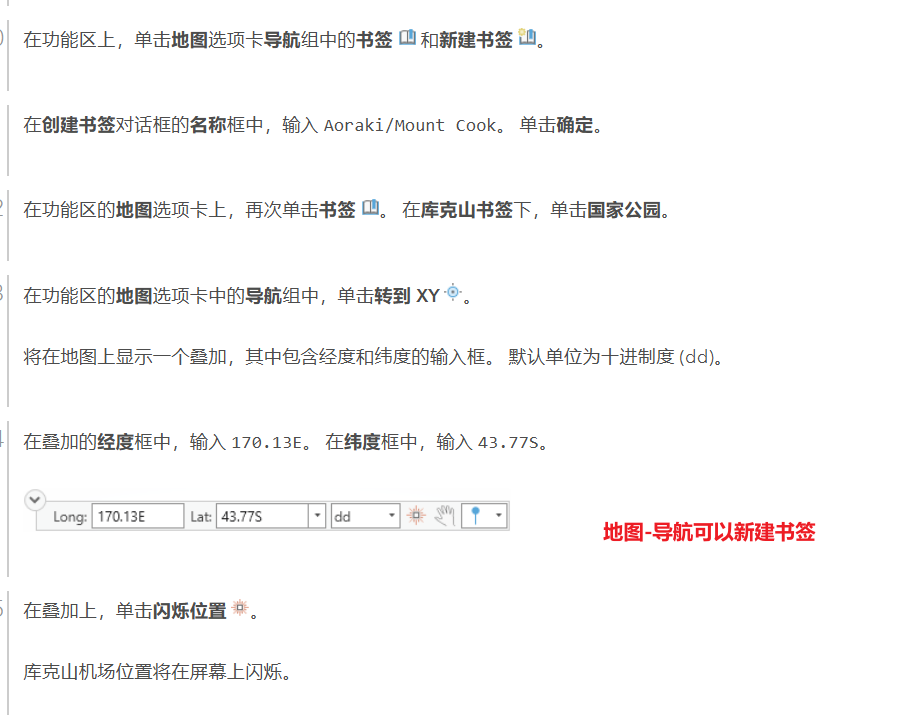 在功能区上，单击地图选项卡导航组中的书签 和新建书签 。
在创建书签对话框的名称框中，输入 Aoraki/Mount Cook。 单击确定。
在功能区的地图选项卡上，再次单击书签 。 在库克山书签下，单击国家公园。
在功能区的地图选项卡中的导航组中，单击转到 XY 。
将在地图上显示一个叠加，其中包含经度和纬度的输入框。 默认单位为十进制度 (dd)。
在叠加的经度框中，输入 170.13E。 在纬度框中，输入 43.77S。
Long: 170.13E Lat: 43.77S dd
地图-导航可以新建书签
在叠加上，单击闪烁位置 。
库克山机场位置将在屏幕上闪烁。